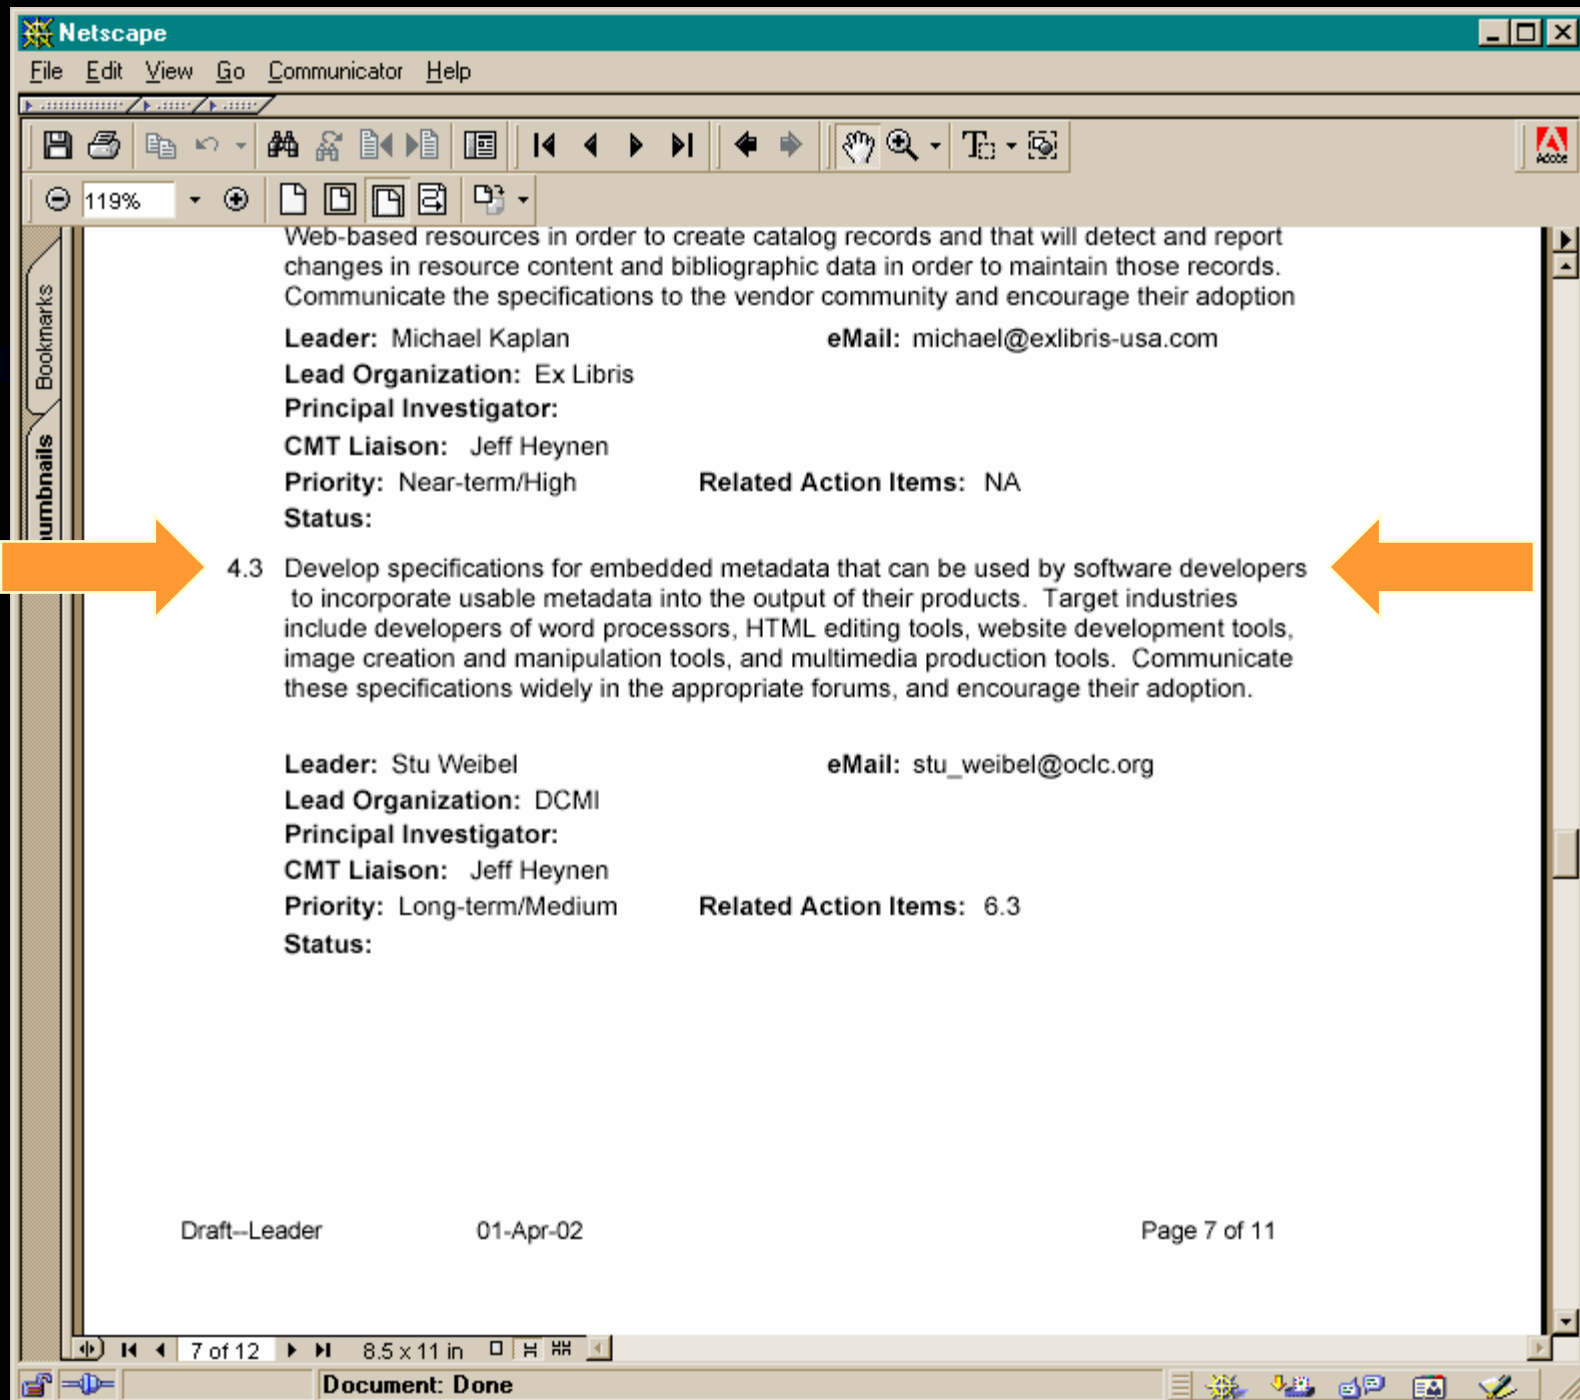 Netscape
File Edit View Go Communicator Help
Adobe
119%
Bookmarks
Web-based resources in order to create catalog records and that will detect and report
changes in resource content and bibliographic data in order to maintain those records.
Communicate the specifications to the vendor community and encourage their adoption
Leader: Michael Kaplan eMail: michael@exlibris-usa.com
Lead Organization: Ex Libris
Principal Investigator:
CMT Liaison: Jeff Heynen
Priority: Near-term/High Related Action Items: NA
Status:
4.3 Develop specifications for embedded metadata that can be used by software developers
to incorporate usable metadata into the output of their products. Target industries
include developers of word processors, HTML editing tools, website development tools,
image creation and manipulation tools, and multimedia production tools. Communicate
these specifications widely in the appropriate forums, and encourage their adoption.
Leader: Stu Weibel eMail: stu_weibel@oclc.org
Lead Organization: DCMI
Principal Investigator:
CMT Liaison: Jeff Heynen
Priority: Long-term/Medium Related Action Items: 6.3
Status:
Draft--Leader 01-Apr-02 Page 7 of 11
7 of 12 8.5 x 11 in
Document: Done